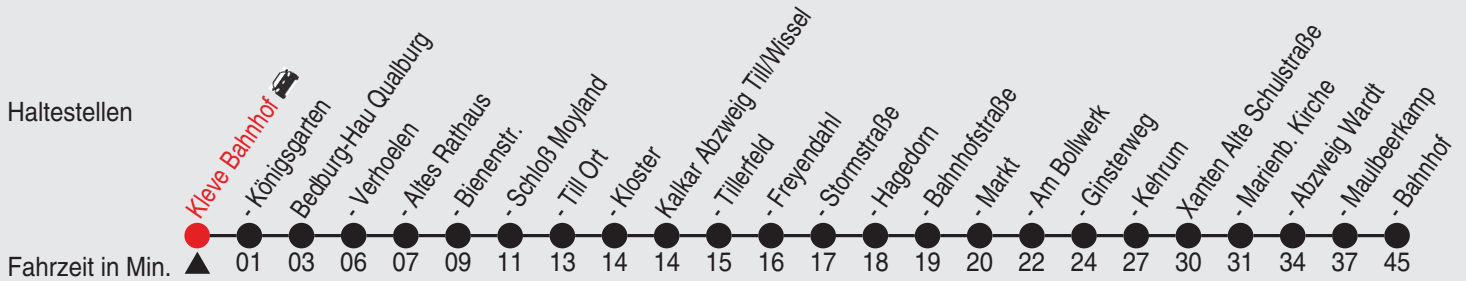 Haltestellen
Kleve Bahnhof
- Königsgarten
Bedburg-Hau Qualburg
- Verhoelen
- Altes Rathaus
- Bienenstr.
- Schloß Moyland
- Till Ort
- Kloster
Kalkar Abzweig Till/Wissel
- Tillerfeld
- Freyendahl
- Stormstraße
- Hagedorn
- Bahnhofstraße
- Markt
- Am Bollwerk
- Ginsterweg
- Kehrum
Xanten Alte Schulstraße
- Marienb. Kirche
- Abzweig Wardt
- Maulbeerkamp
- Bahnhof
Fahrzeit in Min. 01 03 06 07 09 11 13 14 14 15 16 17 18 19 20 22 24 27 30 31 34 37 45